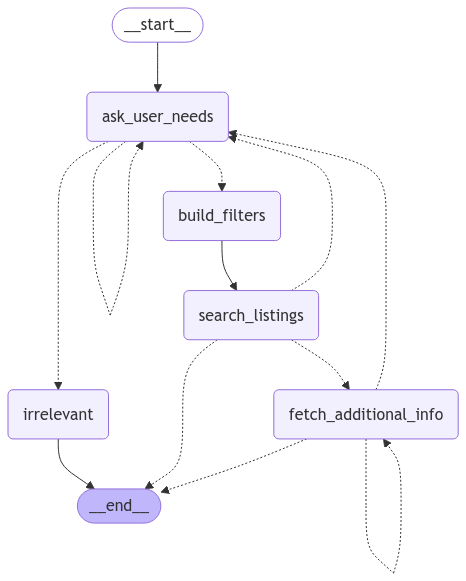 __start__
ask_user_needs
build_filters
search_listings
irrelevant
fetch_additional_info
__end__